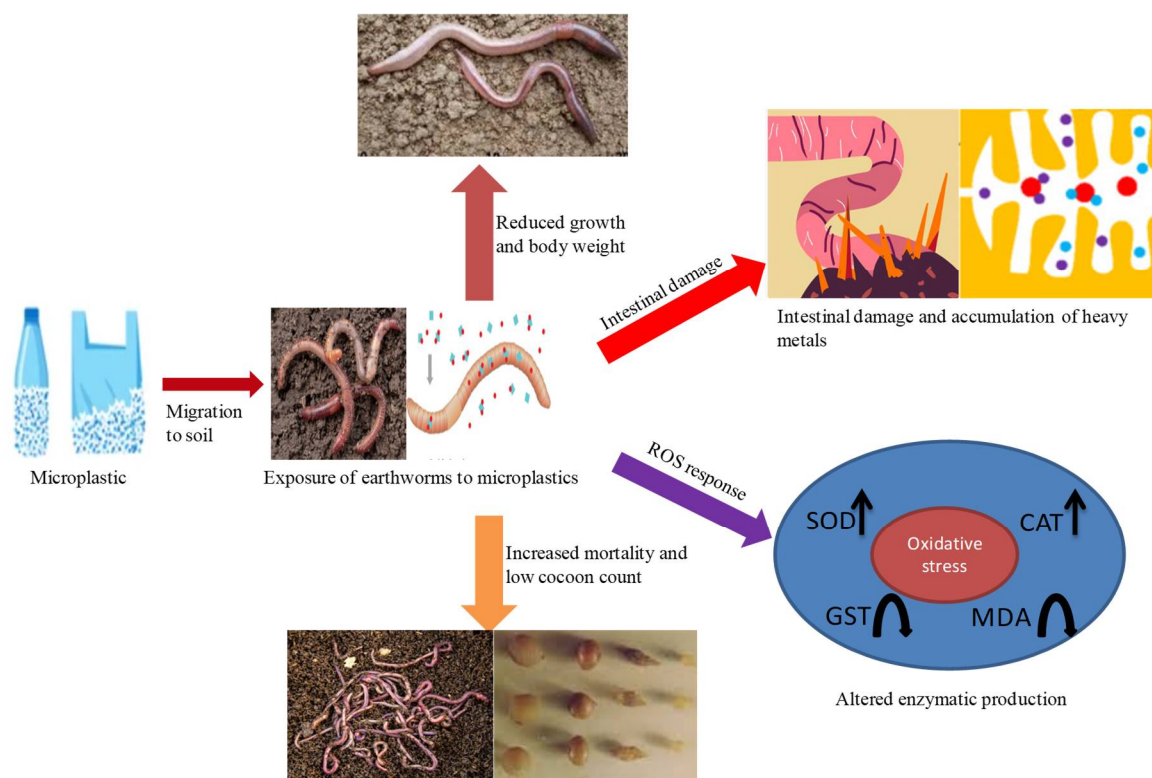 Reduced growth
and body weight
Intestinal damage
Intestinal damage and accumulation of heavy
metals
Migration
to soil
Microplastic
Exposure of earthworms to microplastics
ROS response
SOD
CAT
Oxidative
stress
GST
MDA
Increased mortality and
low cocoon count
Altered enzymatic production